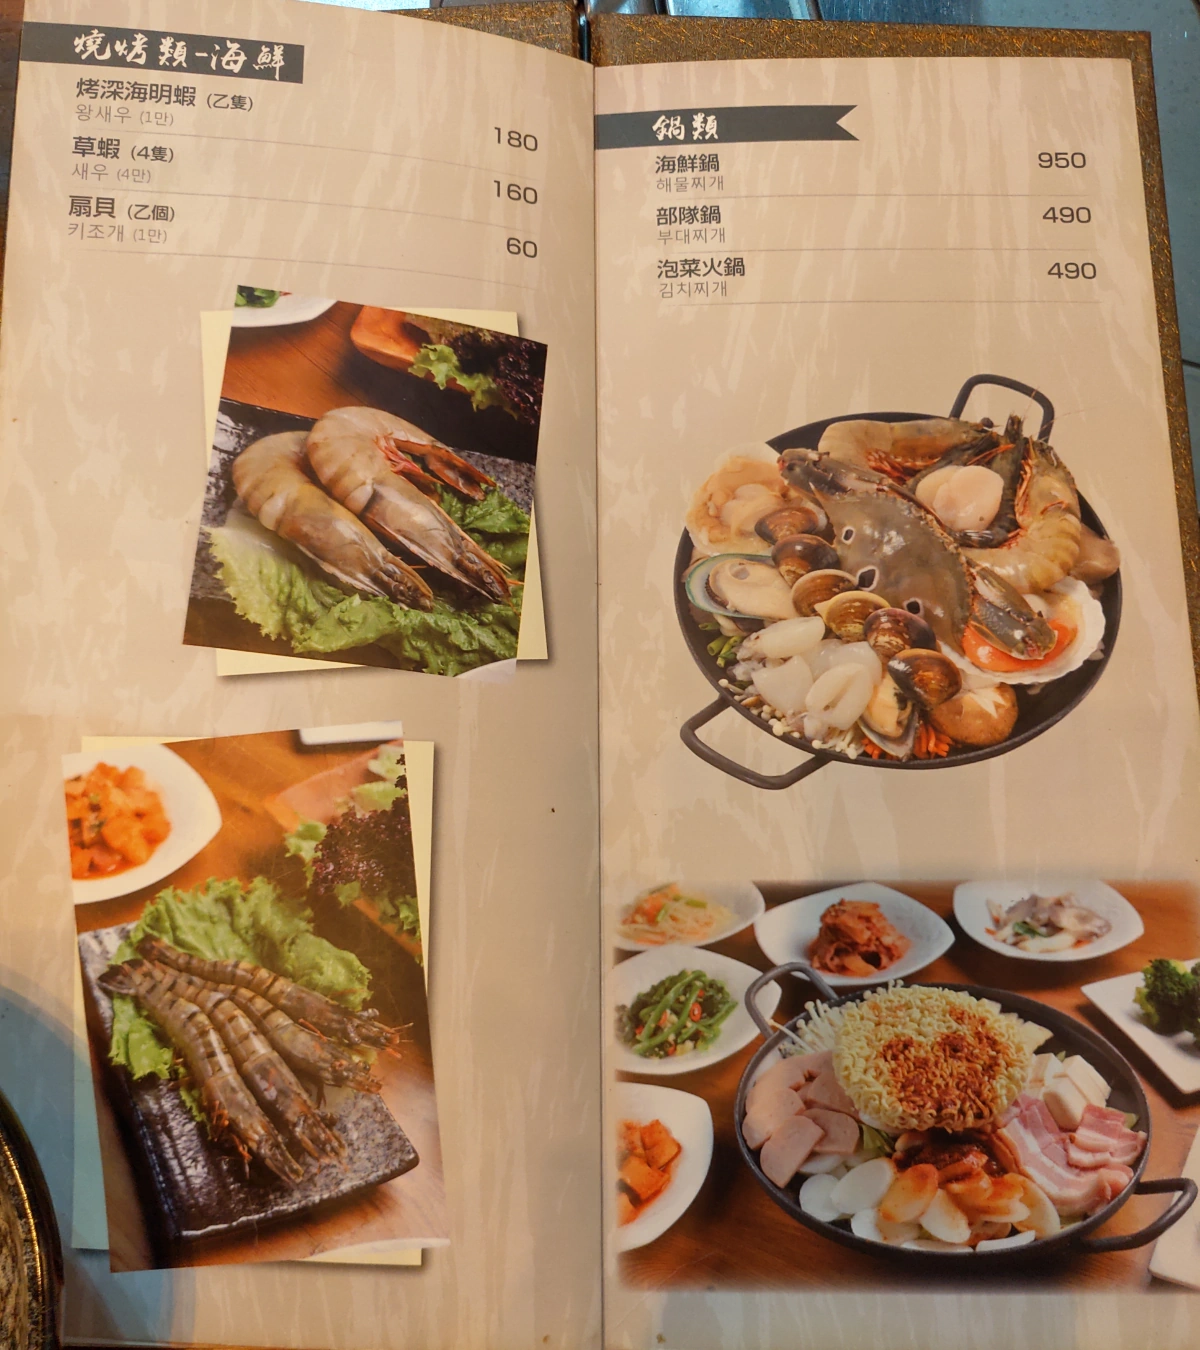 燒烤類-海鮮
烤深海明蝦 (乙隻)
왕새우 (1만)
180
草蝦 (4隻)
새우 (4만)
160
扇貝 (乙個)
키조개 (1만)
60
鍋類
海鮮鍋
해물찌개
950
部隊鍋
부대찌개
490
泡菜火鍋
김치찌개
490